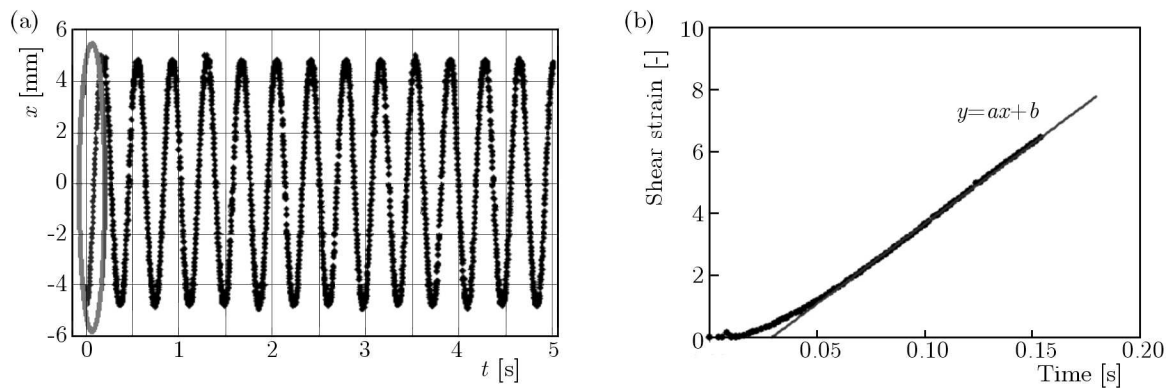 (a)
6
4
2
0
-2
-4
-6
x [mm]
0 1 2 3 4 5
t [s]
(b)
10
8
6
4
2
0
Shear strain [-]
y=ax+b
0.05 0.10 0.15 0.20
Time [s]